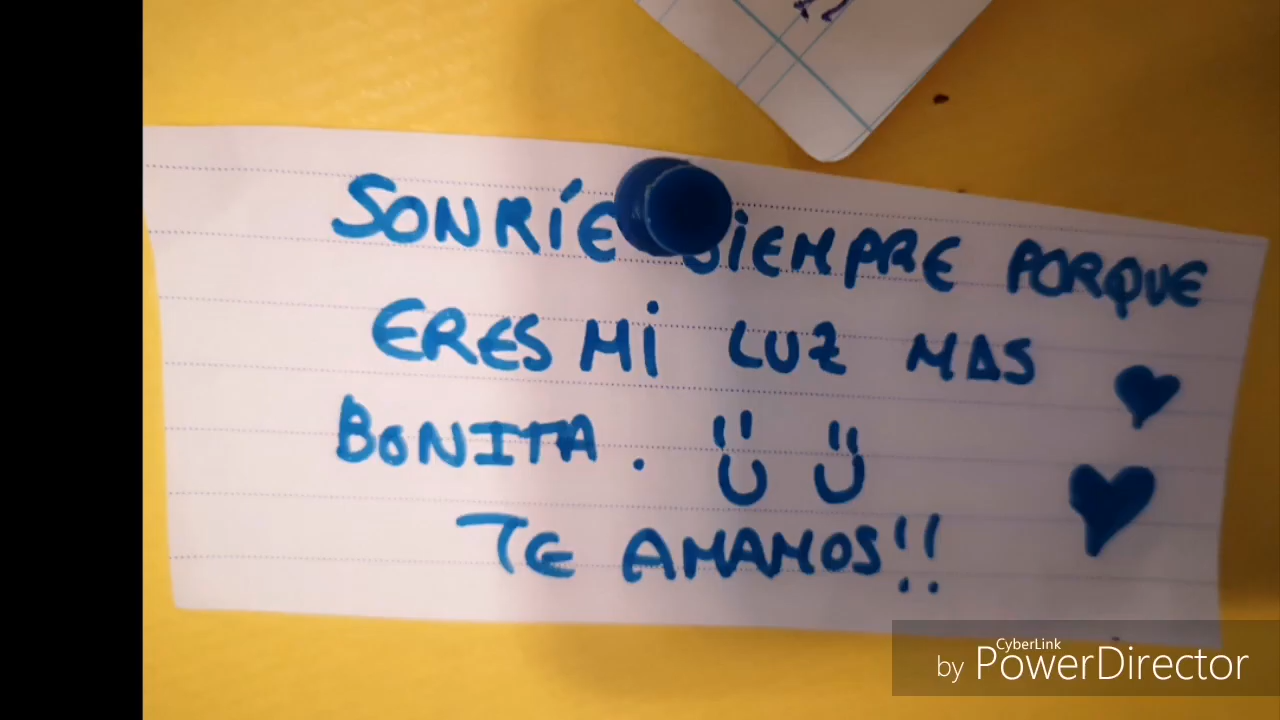 SONRÍE SIEMPRE PORQUE
ERES MI LUZ MAS
BONITA.
TE AMAMOS!!
CyberLink
by PowerDirector